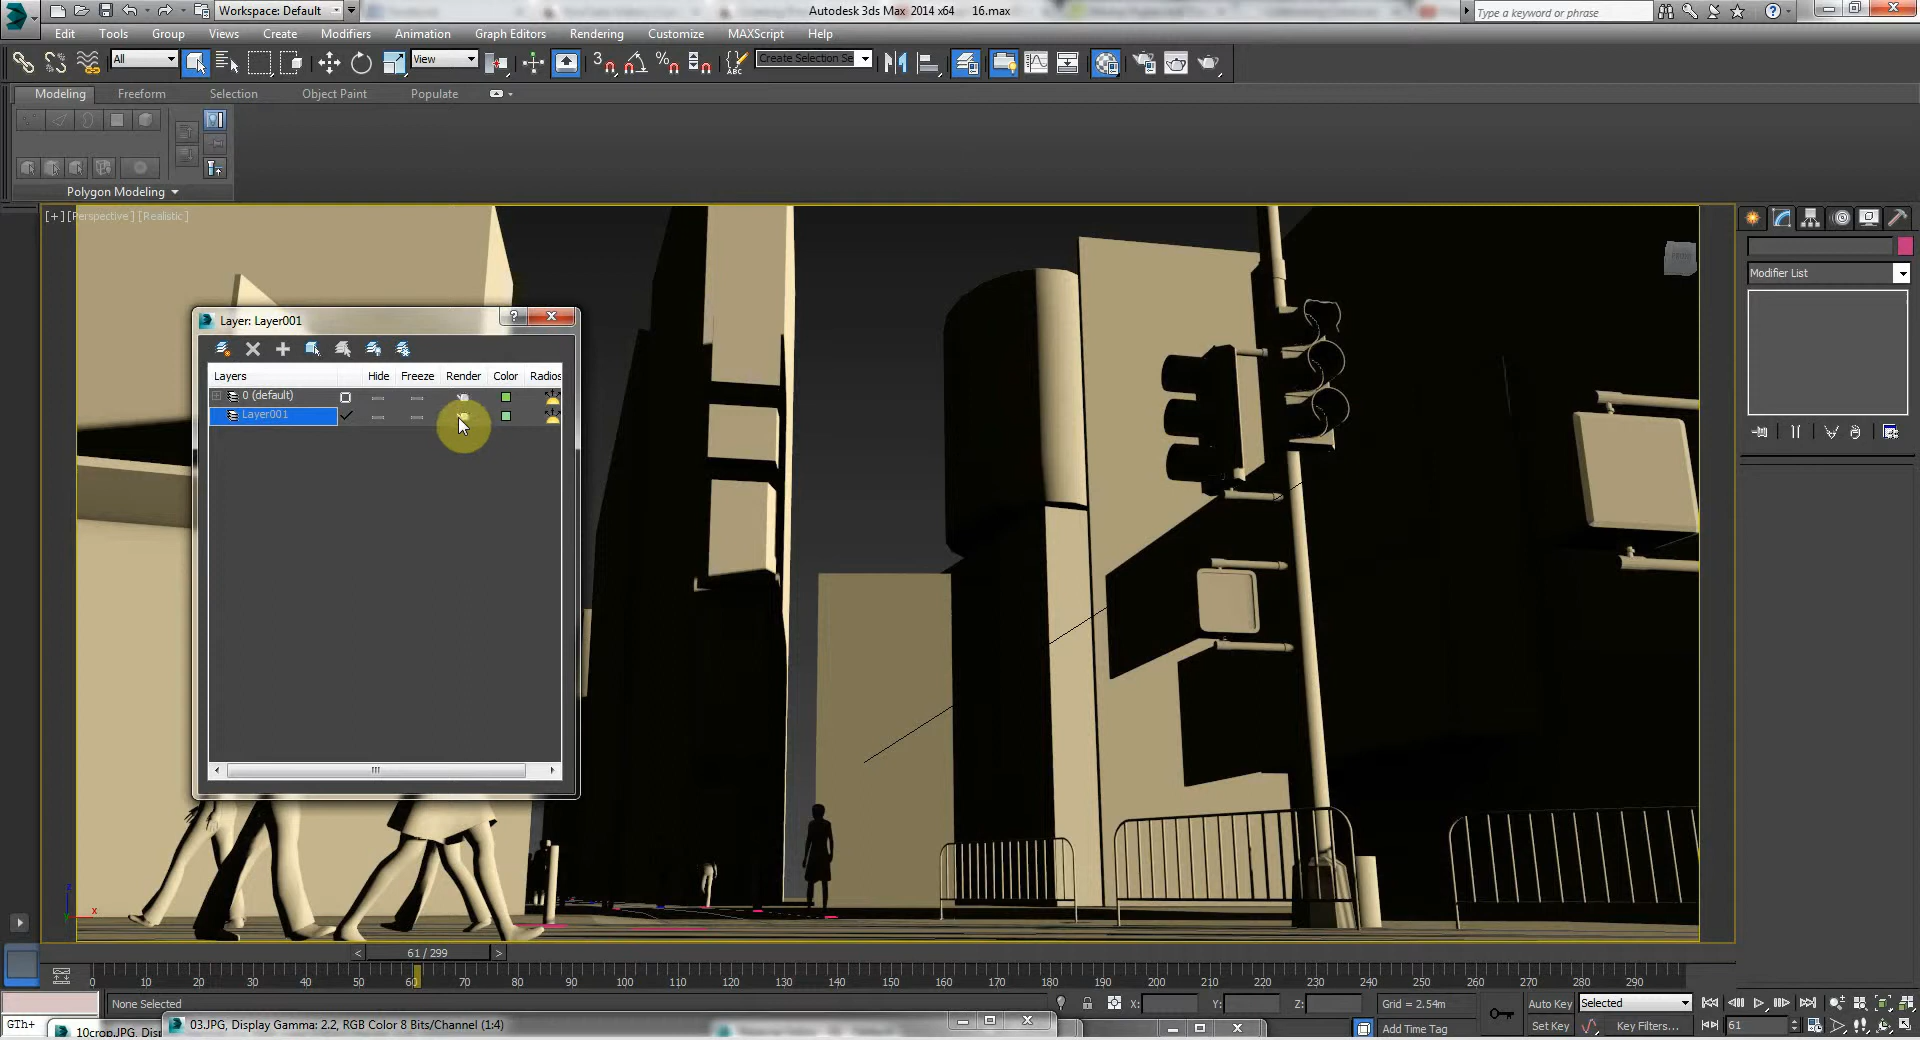 Workspace: Default
Autodesk 3ds Max 2014 x64 16.max
Type a keyword or phrase
Edit Tools Group Views Create Modifiers Animation Graph Editors Rendering Customize MAXScript Help
All
View
Create Selection Se
Modeling Freeform Selection Object Paint Populate
Polygon Modeling
[+] [Perspective] [Realistic]
Modifier List
Layer: Layer001
Layers Hide Freeze Render Color Radios
0 (default)
Layer001
z
y
x
< 61 / 299 >
0 10 20 30 40 50 60 70 80 90 100 110 120 130 140 150 160 170 180 190 200 210 220 230 240 250 260 270 280 290
None Selected X: Y: Z: Grid = 2.54m Auto Key Selected
GTh+ 10crop.JPG, Disp 03.JPG, Display Gamma: 2.2, RGB Color 8 Bits/Channel (1:4) Add Time Tag Set Key Key Filters... 61